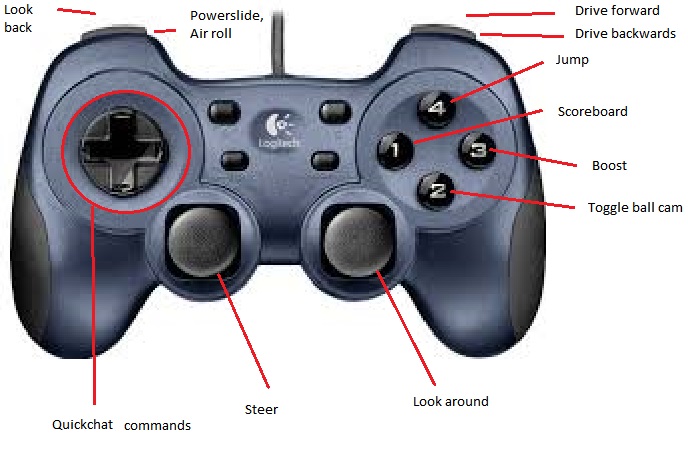 Look
back
Powerslide,
Air roll
Drive forward
Drive backwards
Jump
Scoreboard
Boost
Toggle ball cam
4
1
3
2
Logitech
Quickchat commands
Steer
Look around